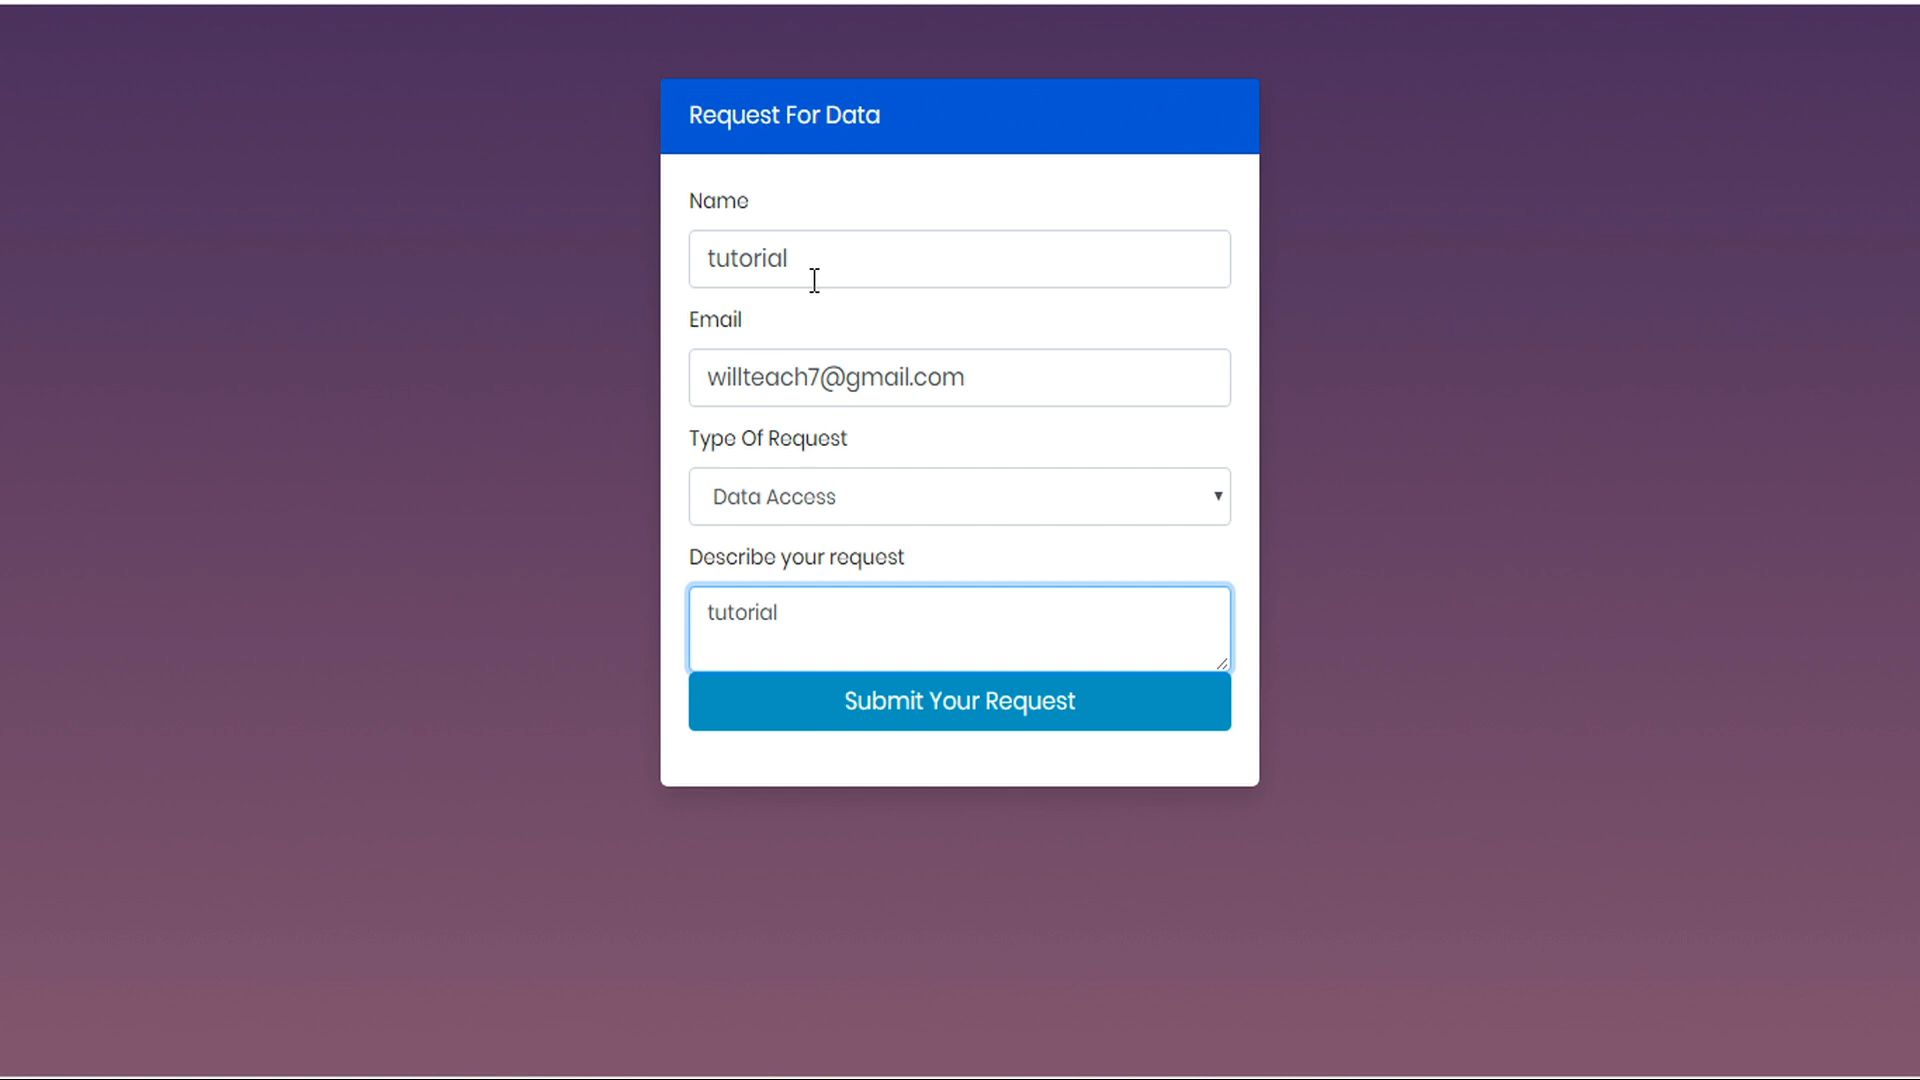 Request For Data
Name
tutorial
Email
willteach7@gmail.com
Type Of Request
Data Access
Describe your request
tutorial
Submit Your Request